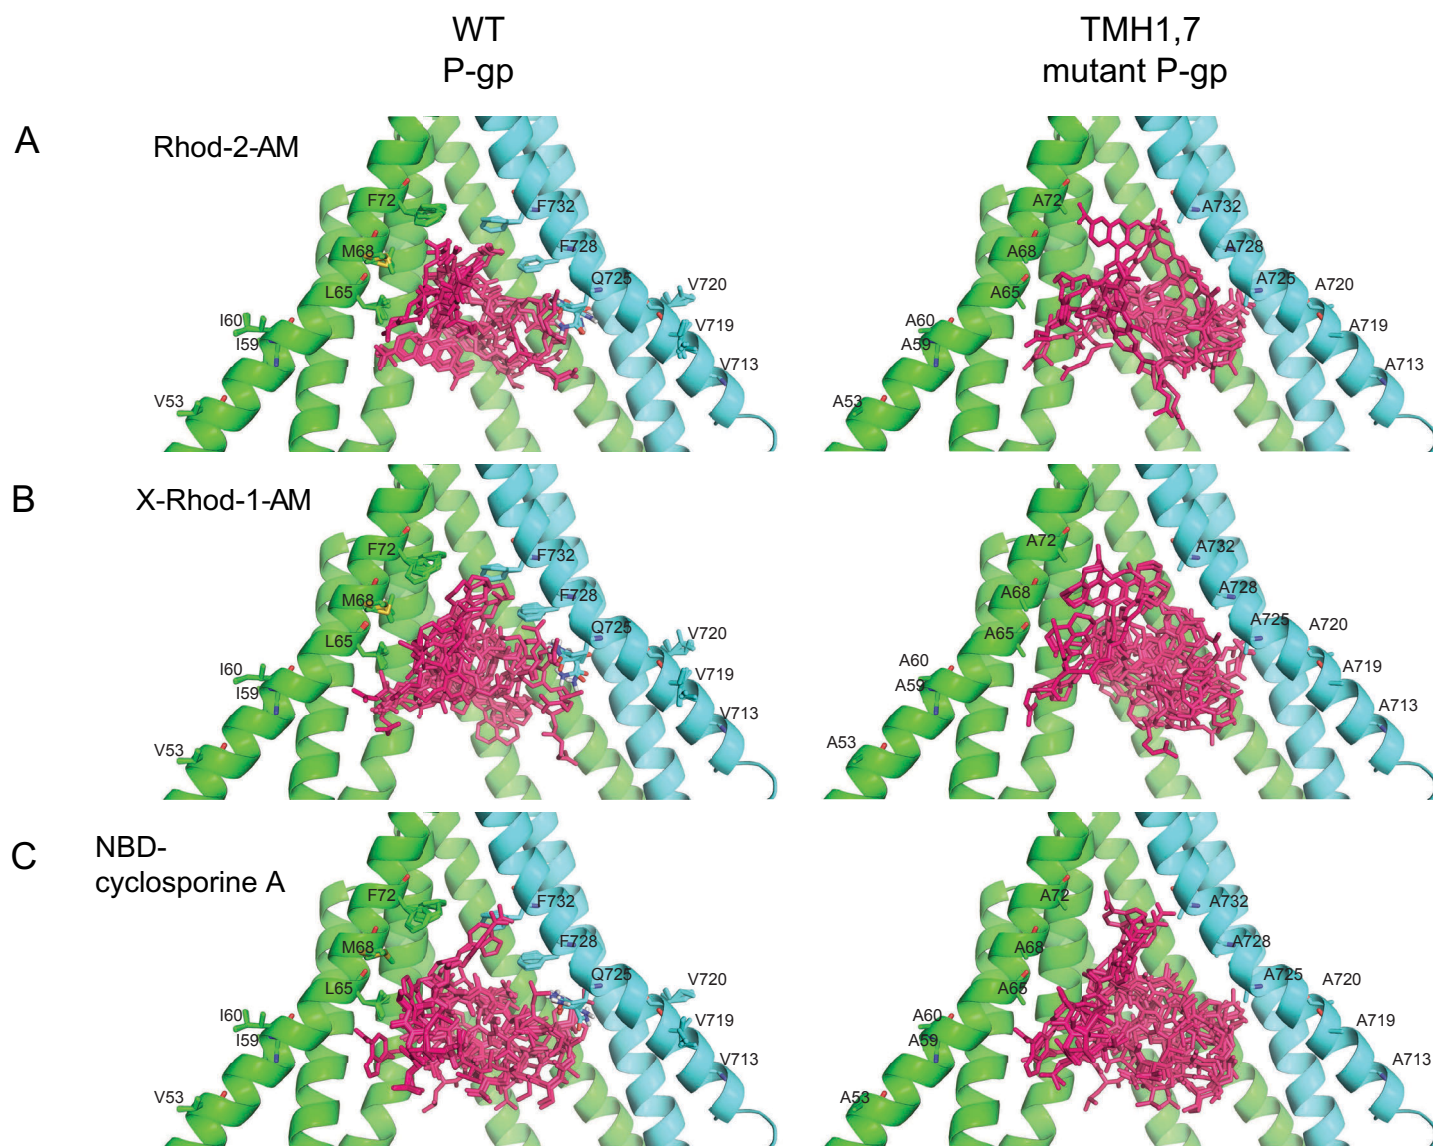 WT
P-gp
TMH1,7
mutant P-gp
A
Rhod-2-AM
F72
F732
M68
F728
L65
Q725
V720
I60
V719
I59
V713
V53
A72
A732
A68
A728
A65
A725
A720
A60
A719
A59
A713
A53
B
X-Rhod-1-AM
F72
F732
M68
F728
L65
Q725
V720
I60
V719
I59
V713
V53
A72
A732
A68
A728
A65
A725
A720
A60
A719
A59
A713
A53
C
NBD-
cyclosporine A
F72
F732
M68
F728
L65
Q725
V720
I60
V719
I59
V713
V53
A72
A732
A68
A728
A65
A725
A720
A60
A719
A59
A713
A53